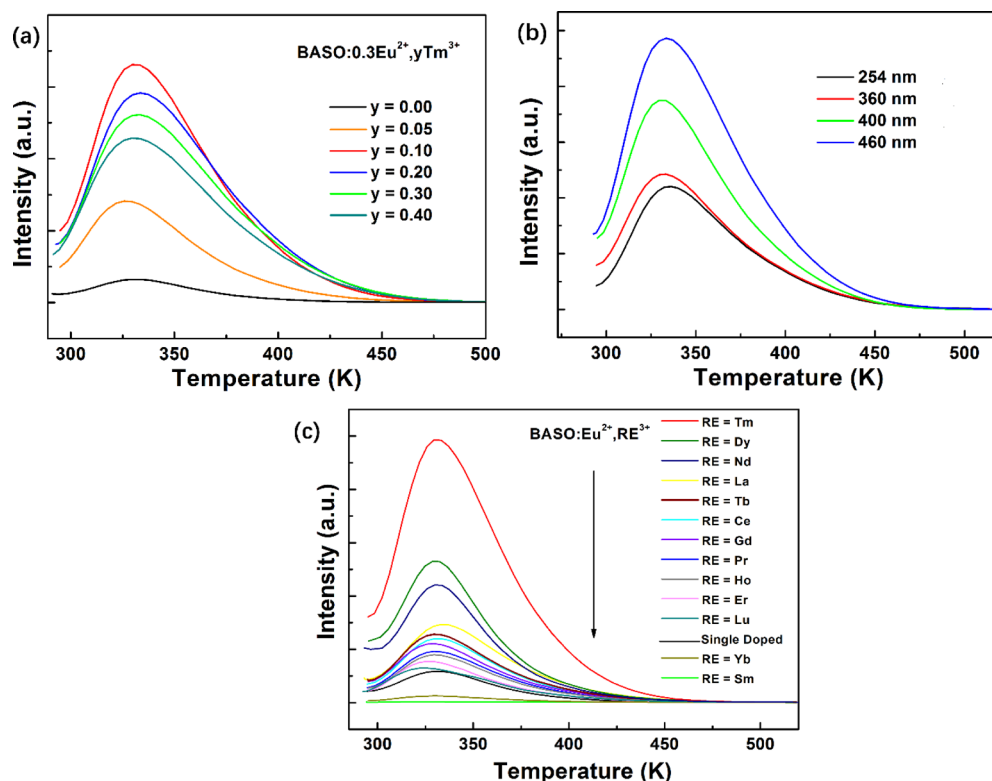 (a)
BASO:0.3Eu²⁺,yTm³⁺
y = 0.00
y = 0.05
y = 0.10
y = 0.20
y = 0.30
y = 0.40
Intensity (a.u.)
300 350 400 450 500
Temperature (K)
(b)
254 nm
360 nm
400 nm
460 nm
Intensity (a.u.)
300 350 400 450 500
Temperature (K)
(c)
BASO:Eu²⁺,RE³⁺
RE = Tm
RE = Dy
RE = Nd
RE = La
RE = Tb
RE = Ce
RE = Gd
RE = Pr
RE = Ho
RE = Er
RE = Lu
Single Doped
RE = Yb
RE = Sm
Intensity (a.u.)
300 350 400 450 500
Temperature (K)